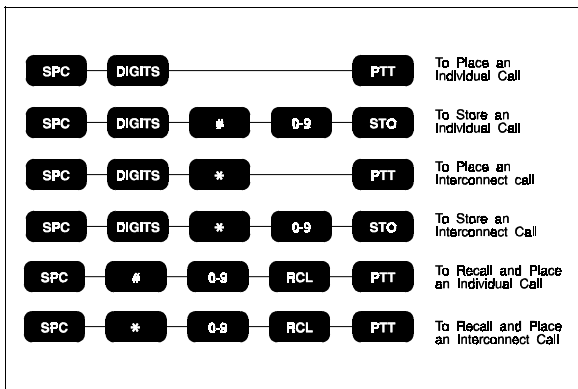 SPC DIGITS PTT To Place an
Individual Call
SPC DIGITS # 0-9 STO To Store an
Individual Call
SPC DIGITS * PTT To Place an
Interconnect call
SPC DIGITS * 0-9 STO To Store an
Interconnect Call
SPC # 0-9 RCL PTT To Recall and Place
an Individual Call
SPC * 0-9 RCL PTT To Recall and Place
an Interconnect Call